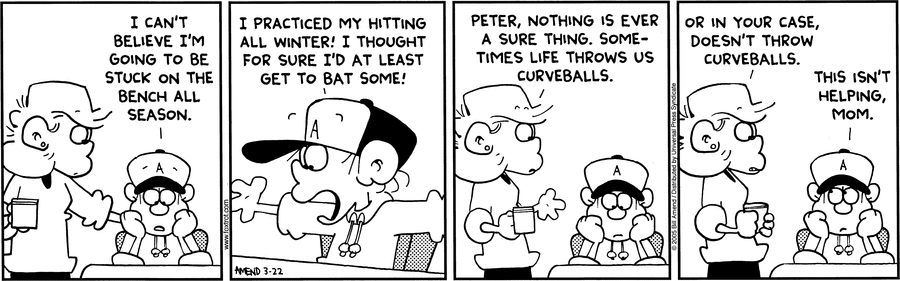 I CAN'T
BELIEVE I'M
GOING TO BE
STUCK ON THE
BENCH ALL
SEASON.
A
I PRACTICED MY HITTING
ALL WINTER! I THOUGHT
FOR SURE I'D AT LEAST
GET TO BAT SOME!
A
www.foxtrot.com
AMEND 3-22
PETER, NOTHING IS EVER
A SURE THING. SOME-
TIMES LIFE THROWS US
CURVEBALLS.
A
© 2005 Bill Amend / Distributed by Universal Press Syndicate
OR IN YOUR CASE,
DOESN'T THROW
CURVEBALLS.
THIS ISN'T
HELPING,
MOM.
A